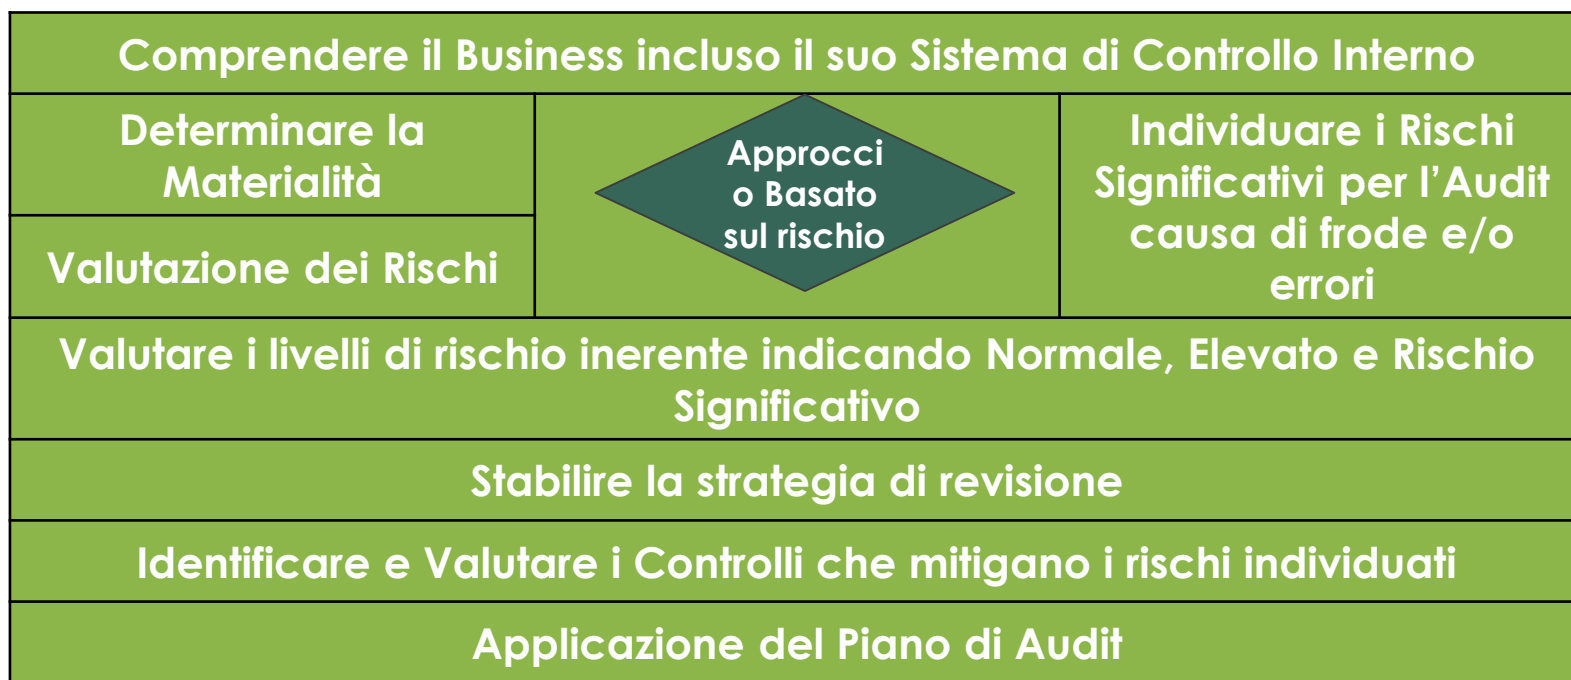 Comprendere il Business incluso il suo Sistema di Controllo Interno
Determinare la
Materialità
Valutazione dei Rischi
Approcci
o Basato
sul rischio
Individuare i Rischi
Significativi per l’Audit
causa di frode e/o
errori
Valutare i livelli di rischio inerente indicando Normale, Elevato e Rischio
Significativo
Stabilire la strategia di revisione
Identificare e Valutare i Controlli che mitigano i rischi individuati
Applicazione del Piano di Audit